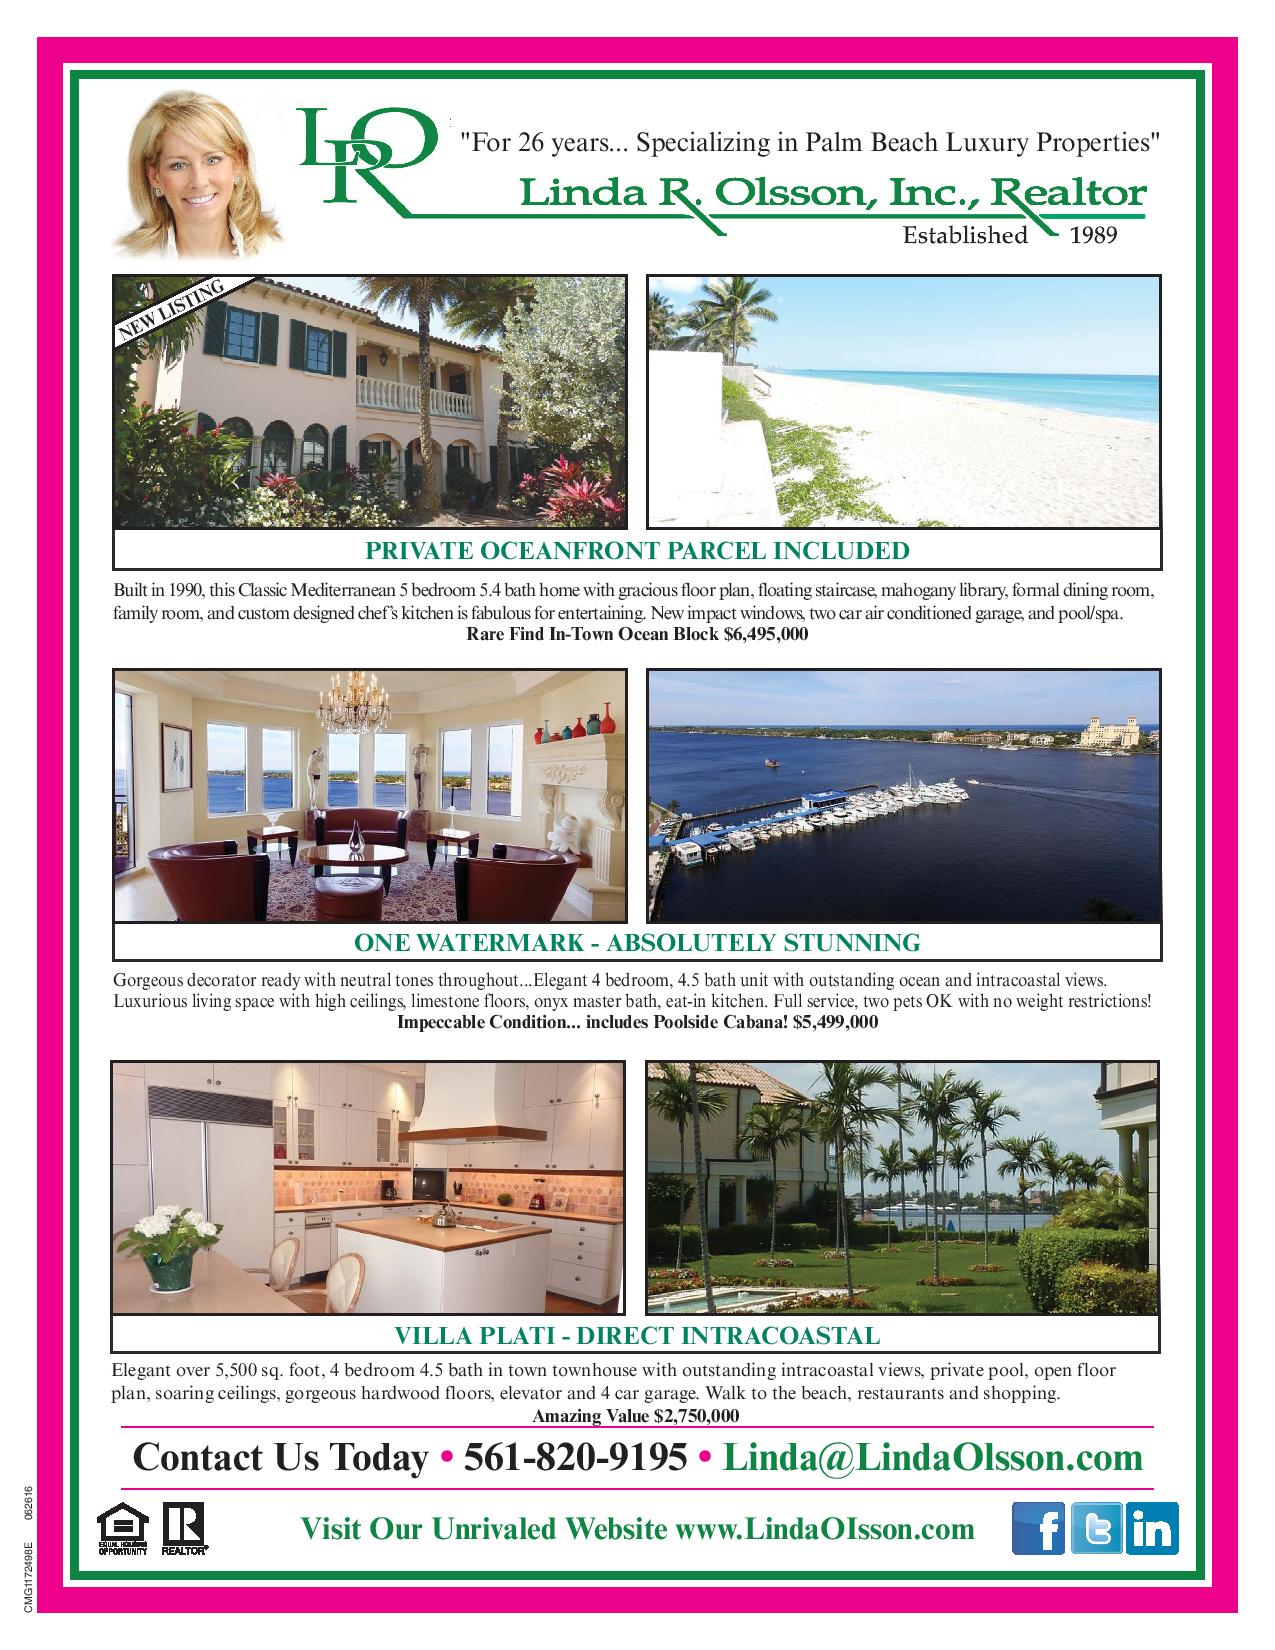 LRO
"For 26 years... Specializing in Palm Beach Luxury Properties"
Linda R. Olsson, Inc., Realtor
Established 1989
NEW LISTING
PRIVATE OCEANFRONT PARCEL INCLUDED
Built in 1990, this Classic Mediterranean 5 bedroom 5.4 bath home with gracious floor plan, floating staircase, mahogany library, formal dining room,
family room, and custom designed chef's kitchen is fabulous for entertaining. New impact windows, two car air conditioned garage, and pool/spa.
Rare Find In-Town Ocean Block $6,495,000
ONE WATERMARK - ABSOLUTELY STUNNING
Gorgeous decorator ready with neutral tones throughout...Elegant 4 bedroom, 4.5 bath unit with outstanding ocean and intracoastal views.
Luxurious living space with high ceilings, limestone floors, onyx master bath, eat-in kitchen. Full service, two pets OK with no weight restrictions!
Impeccable Condition... includes Poolside Cabana! $5,499,000
VILLA PLATI - DIRECT INTRACOASTAL
Elegant over 5,500 sq. foot, 4 bedroom 4.5 bath in town townhouse with outstanding intracoastal views, private pool, open floor
plan, soaring ceilings, gorgeous hardwood floors, elevator and 4 car garage. Walk to the beach, restaurants and shopping.
Amazing Value $2,750,000
Contact Us Today • 561-820-9195 • Linda@LindaOlsson.com
EQUAL HOUSING
OPPORTUNITY
R
REALTOR®
Visit Our Unrivaled Website www.LindaOIsson.com
f
t
in
CMG1172498E 062616